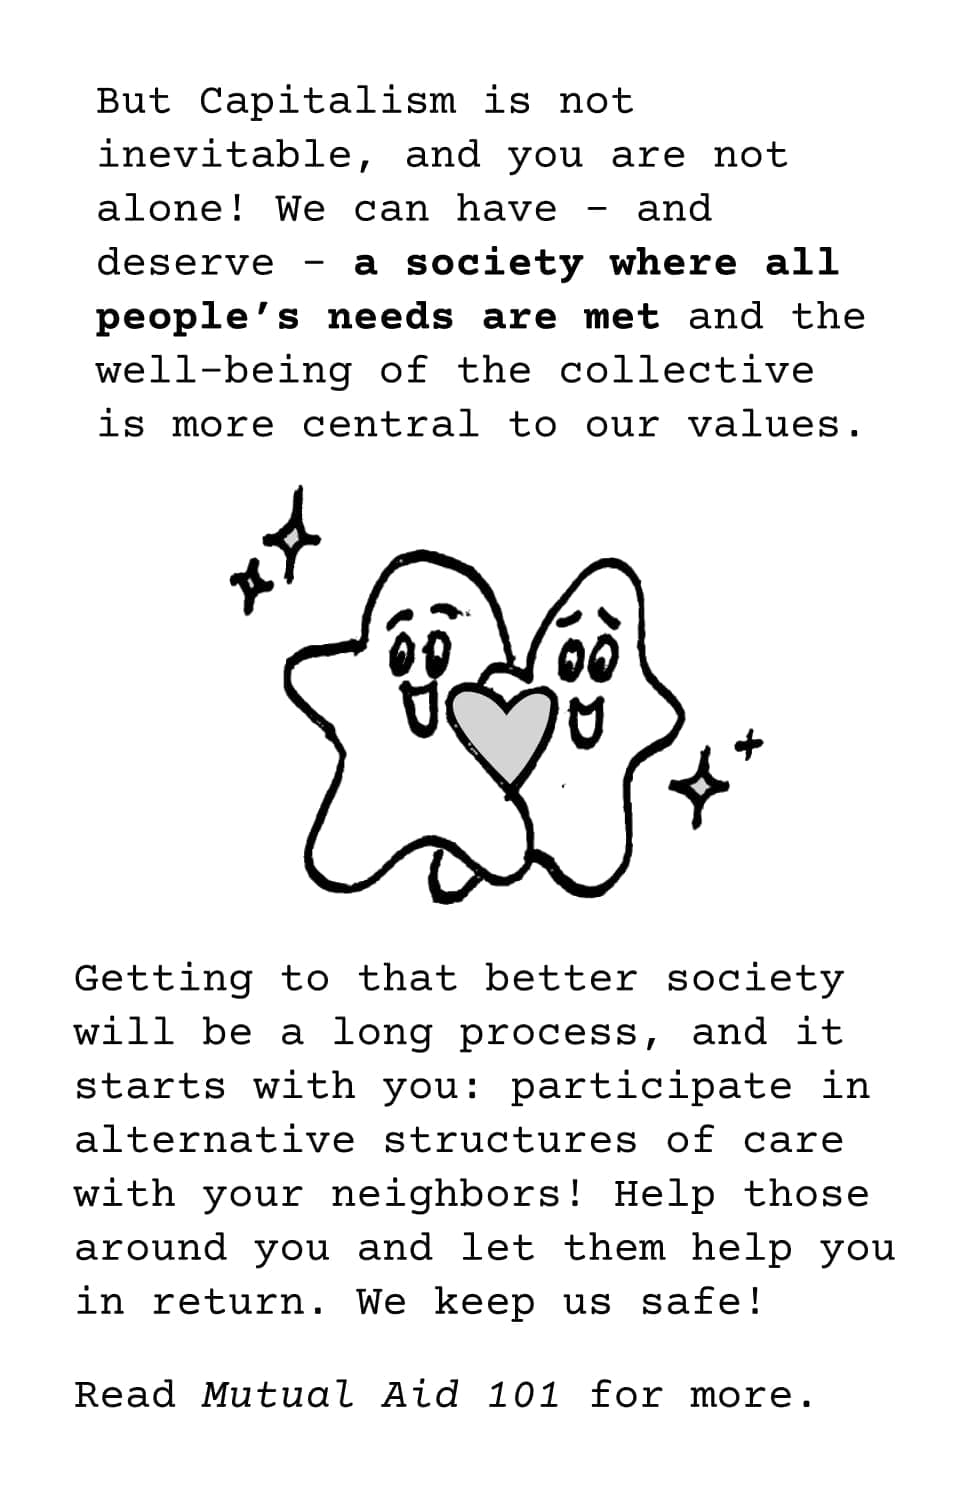 But Capitalism is not
inevitable, and you are not
alone! We can have – and
deserve – a society where all
people’s needs are met and the
well-being of the collective
is more central to our values.
Getting to that better society
will be a long process, and it
starts with you: participate in
alternative structures of care
with your neighbors! Help those
around you and let them help you
in return. We keep us safe!
Read Mutual Aid 101 for more.